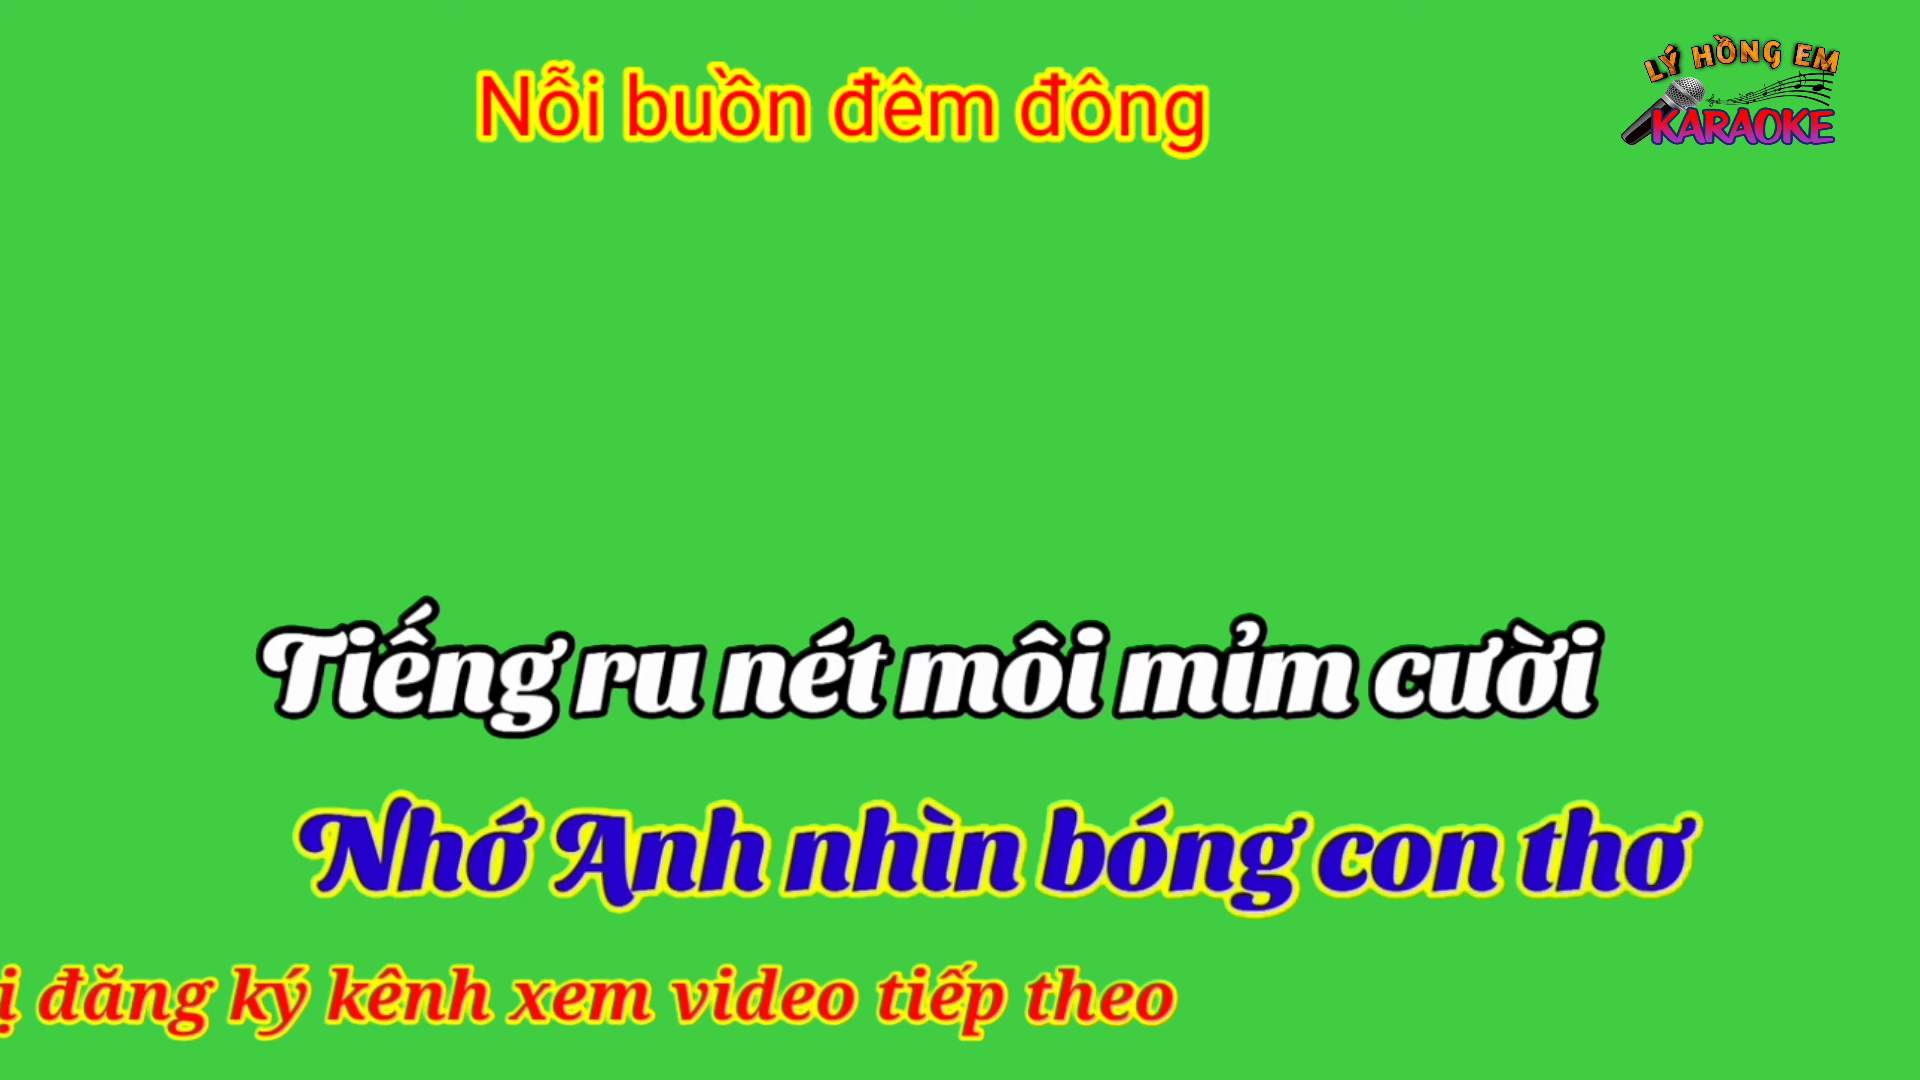 Nỗi buồn đêm đông
LÝ HỒNG EM
KARAOKE
Tiếng ru nét môi mỉm cười
Nhớ Anh nhìn bóng con thơ
ị đăng ký kênh xem video tiếp theo